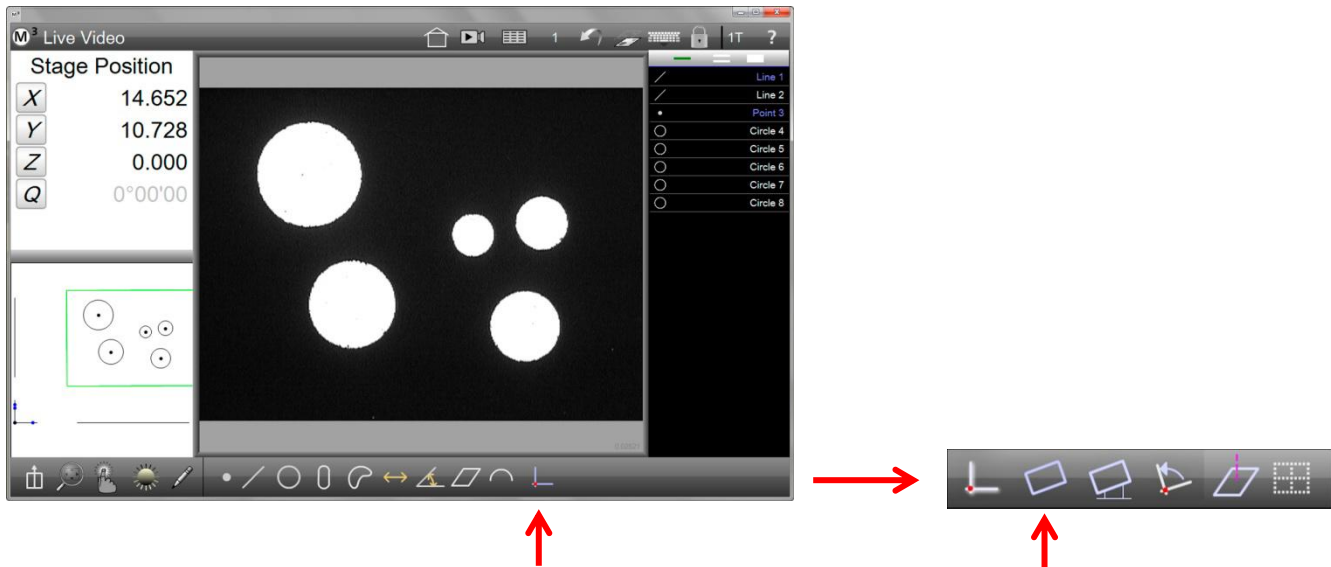 m³
M³ Live Video
1
1T
?
Stage Position
X 14.652
Y 10.728
Z 0.000
Q 0°00'00
Line 1
Line 2
Point 3
Circle 4
Circle 5
Circle 6
Circle 7
Circle 8